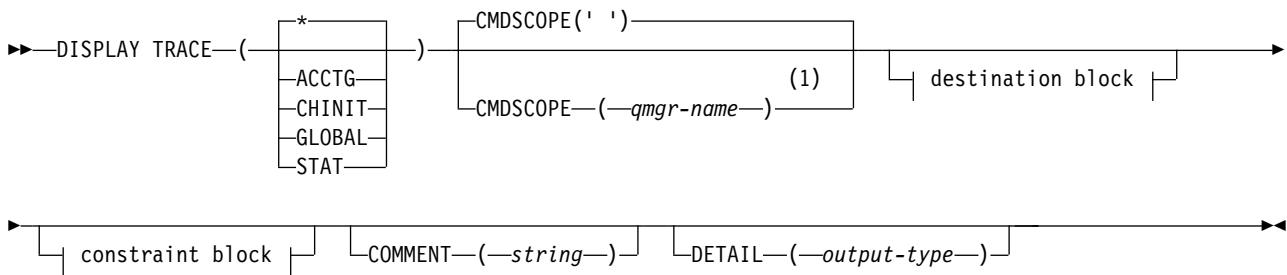 *
CMDSCOPE(' ')
DISPLAY TRACE ( )
ACCTG
(1)
destination block
CHINIT
CMDSCOPE ( qmgr-name )
GLOBAL
STAT
constraint block
COMMENT ( string )
DETAIL ( output-type )